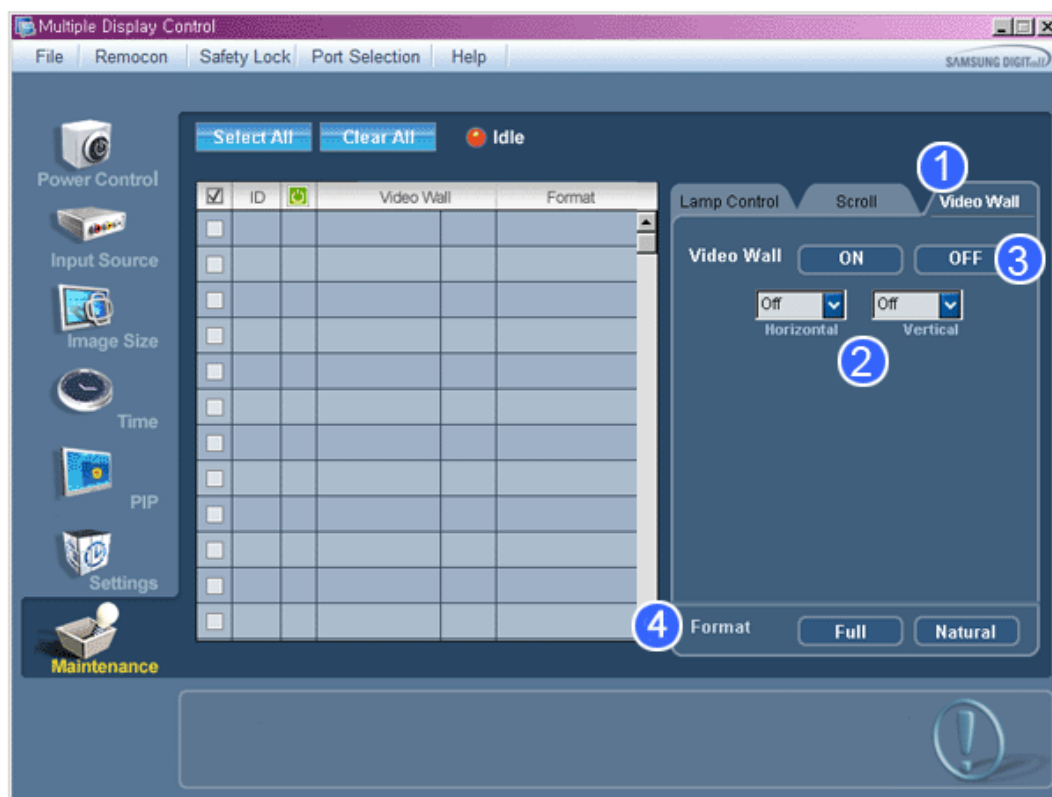 Multiple Display Control
File Remocon Safety Lock Port Selection Help
SAMSUNG DIGITall
Select All Clear All Idle
Power Control
Input Source
Image Size
Time
PIP
Settings
Maintenance
ID Video Wall Format
1
Lamp Control Scroll Video Wall
Video Wall ON OFF 3
Off Off
Horizontal Vertical
2
4 Format Full Natural